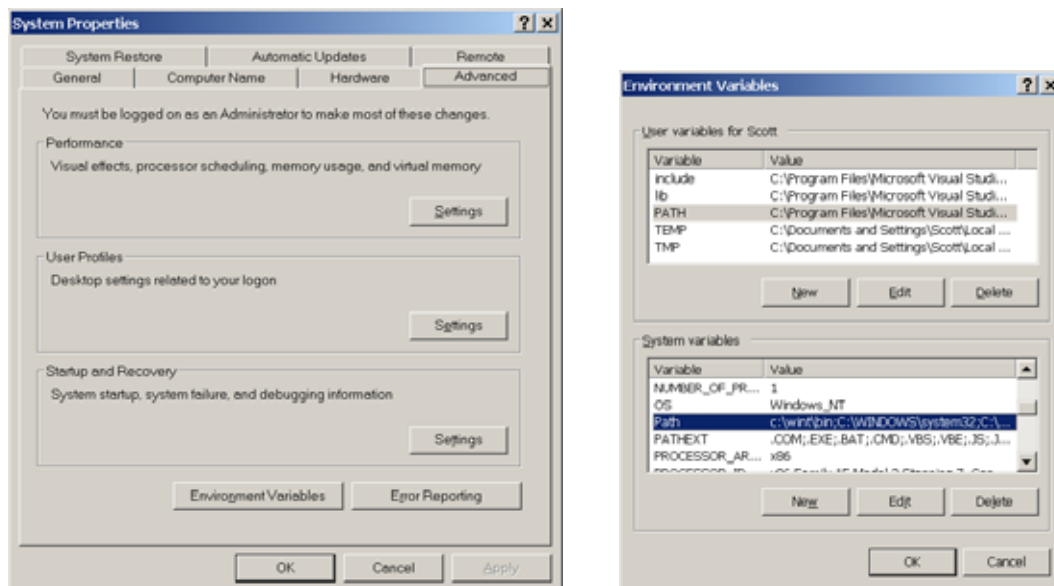 System Properties
System Restore Automatic Updates Remote
General Computer Name Hardware Advanced
You must be logged on as an Administrator to make most of these changes.
Performance
Visual effects, processor scheduling, memory usage, and virtual memory
Settings
User Profiles
Desktop settings related to your logon
Settings
Startup and Recovery
System startup, system failure, and debugging information
Settings
Environment Variables Error Reporting
OK Cancel Apply
Environment Variables
User variables for Scott
Variable Value
include C:\Program Files\Microsoft Visual Studi...
lib C:\Program Files\Microsoft Visual Studi...
PATH C:\Program Files\Microsoft Visual Studi...
TEMP C:\Documents and Settings\Scott\Local ...
TMP C:\Documents and Settings\Scott\Local ...
New Edit Delete
System variables
Variable Value
NUMBER_OF_PR... 1
OS Windows_NT
Path c:\wint\bin;C:\WINDOWS\system32;C:\...
PATHEXT .COM;.EXE;.BAT;.CMD;.VBS;.VBE;.JS;.J...
PROCESSOR_AR... x86
New Edit Delete
OK Cancel